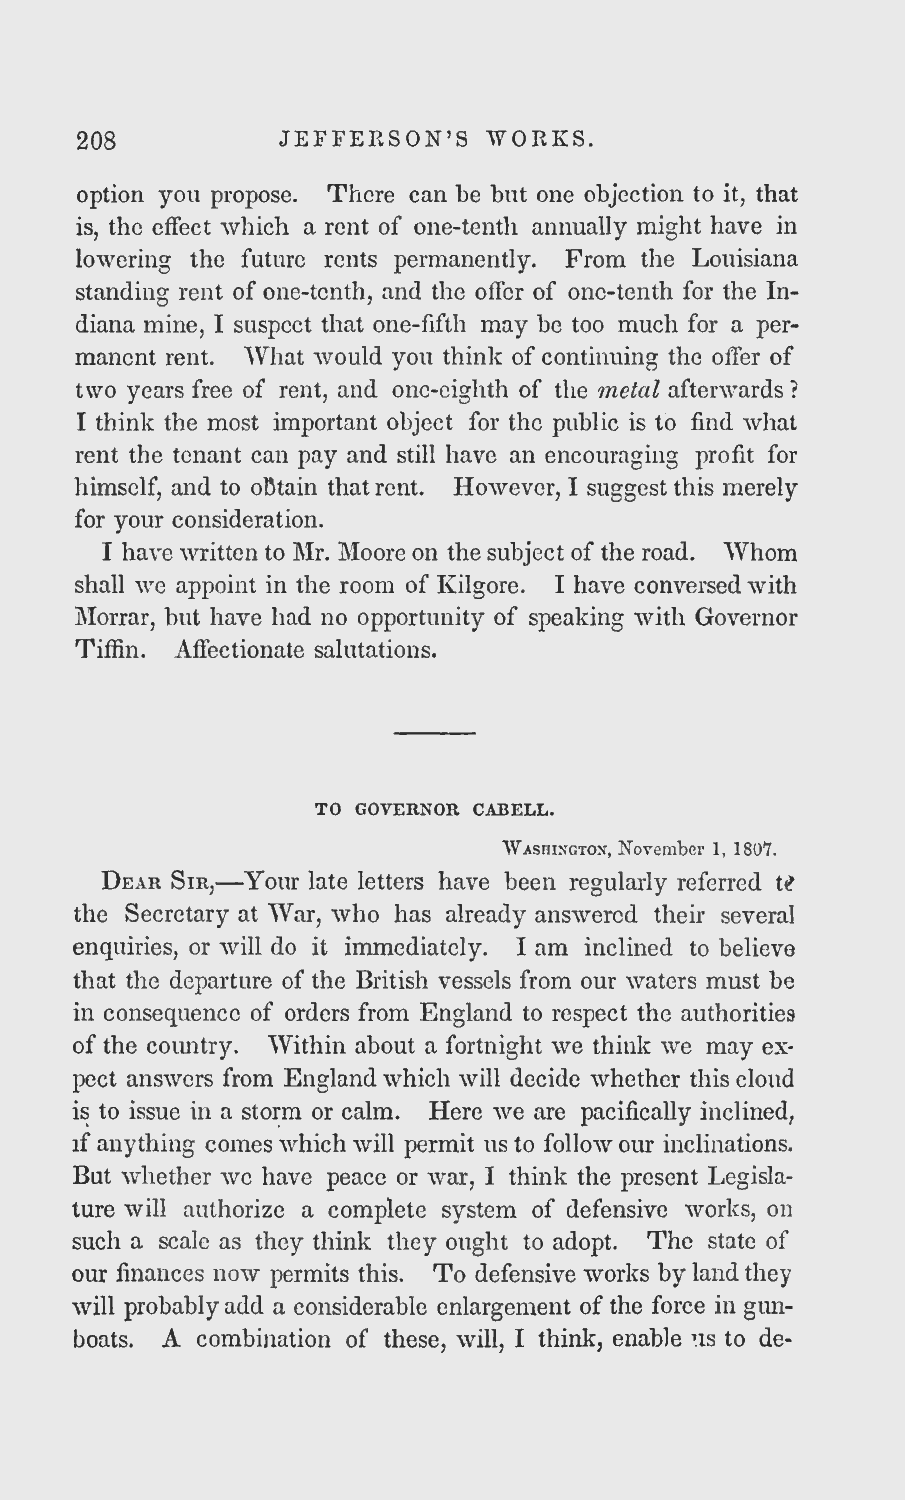 208 JEFFERSON'S WORKS.
option you propose. There can be but one objection to it, that
is, the effect which a rent of one-tenth annually might have in
lowering the future rents permanently. From the Louisiana
standing rent of one-tenth, and the offer of one-tenth for the In-
diana mine, I suspect that one-fifth may be too much for a per-
manent rent. What would you think of continuing the offer of
two years free of rent, and one-eighth of the metal afterwards?
I think the most important object for the public is to find what
rent the tenant can pay and still have an encouraging profit for
himself, and to obtain that rent. However, I suggest this merely
for your consideration.
I have written to Mr. Moore on the subject of the road. Whom
shall we appoint in the room of Kilgore. I have conversed with
Morrar, but have had no opportunity of speaking with Governor
Tiffin. Affectionate salutations.
TO GOVERNOR CABELL.
WASHINGTON, November 1, 1807.
DEAR SIR,—Your late letters have been regularly referred to
the Secretary at War, who has already answered their several
enquiries, or will do it immediately. I am inclined to believe
that the departure of the British vessels from our waters must be
in consequence of orders from England to respect the authorities
of the country. Within about a fortnight we think we may ex-
pect answers from England which will decide whether this cloud
is to issue in a storm or calm. Here we are pacifically inclined,
if anything comes which will permit us to follow our inclinations.
But whether we have peace or war, I think the present Legisla-
ture will authorize a complete system of defensive works, on
such a scale as they think they ought to adopt. The state of
our finances now permits this. To defensive works by land they
will probably add a considerable enlargement of the force in gun-
boats. A combination of these, will, I think, enable us to de-